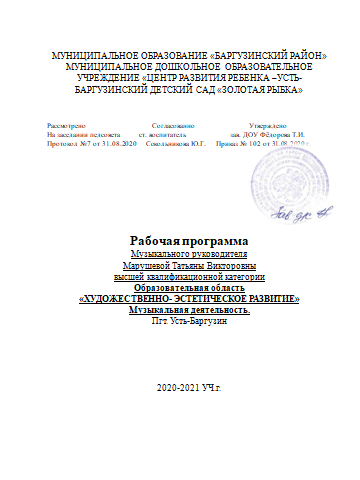 МУНИЦИПАЛЬНОЕ ОБРАЗОВАНИЕ «БАРГУЗИНСКИЙ РАЙОН»
МУНИЦИПАЛЬНОЕ ДОШКОЛЬНОЕ ОБРАЗОВАТЕЛЬНОЕ
УЧРЕЖДЕНИЕ «ЦЕНТР РАЗВИТИЯ РЕБЕНКА –УСТЬ-
БАРГУЗИНСКИЙ ДЕТСКИЙ САД «ЗОЛОТАЯ РЫБКА»
Рассмотрено Согласованно Утверждено
На заседании педсовета ст. воспитатель зав. ДОУ Фёдорова Т.И.
Протокол №7 от 31.08.2020 Сокольникова Ю.Г. Приказ № 102 от 31.08.2020 г.
Рабочая программа
Музыкального руководителя
Марушевой Татьяны Викторовны
высшей квалификационной категории
Образовательная область
«ХУДОЖЕСТВЕННО- ЭСТЕТИЧЕСКОЕ РАЗВИТИЕ»
Музыкальная деятельность.
Пгт. Усть-Баргузин
2020-2021 УЧ.г.